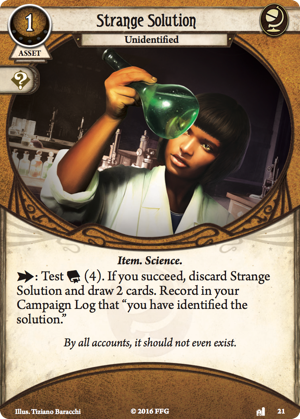 1
Strange Solution
Unidentified
ASSET
?
Item. Science.
: Test (4). If you succeed, discard Strange
Solution and draw 2 cards. Record in your
Campaign Log that “you have identified the
solution.”
By all accounts, it should not even exist.
Illus. Tiziano Baracchi
© 2016 FFG
21